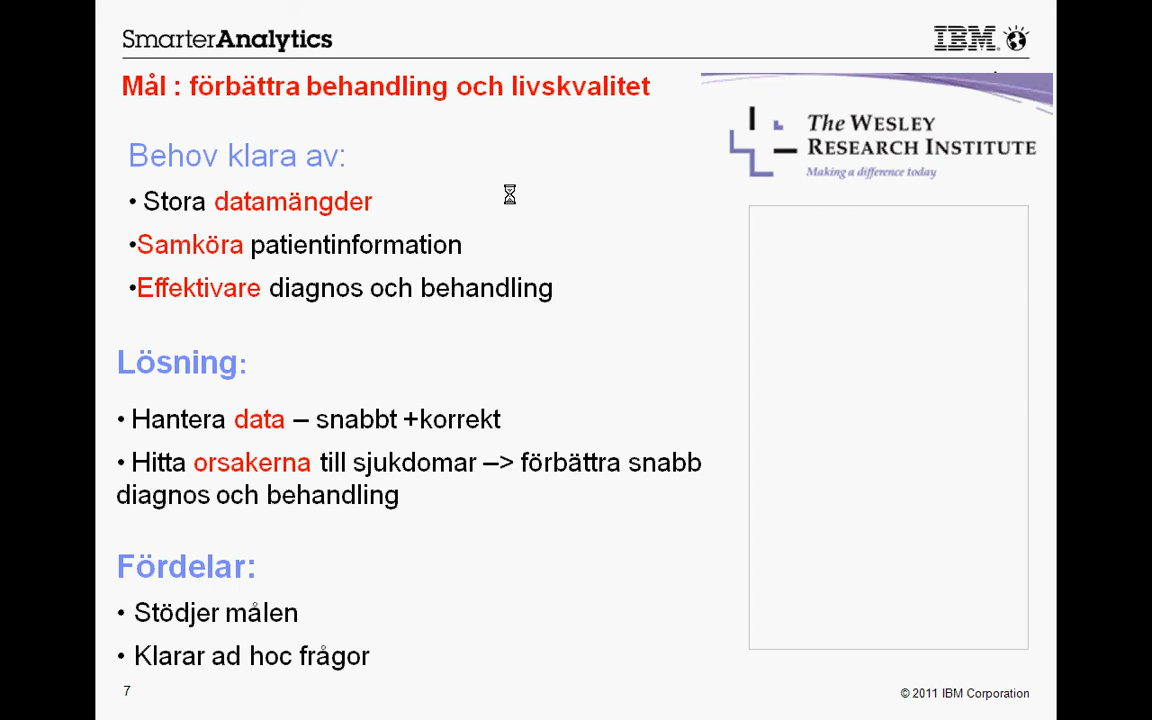 SmarterAnalytics
IBM
Mål : förbättra behandling och livskvalitet
The WESLEY
RESEARCH INSTITUTE
Making a difference today
Behov klara av:
• Stora datamängder
•Samköra patientinformation
•Effektivare diagnos och behandling
Lösning:
• Hantera data – snabbt +korrekt
• Hitta orsakerna till sjukdomar –> förbättra snabb
diagnos och behandling
Fördelar:
• Stödjer målen
• Klarar ad hoc frågor
7
© 2011 IBM Corporation